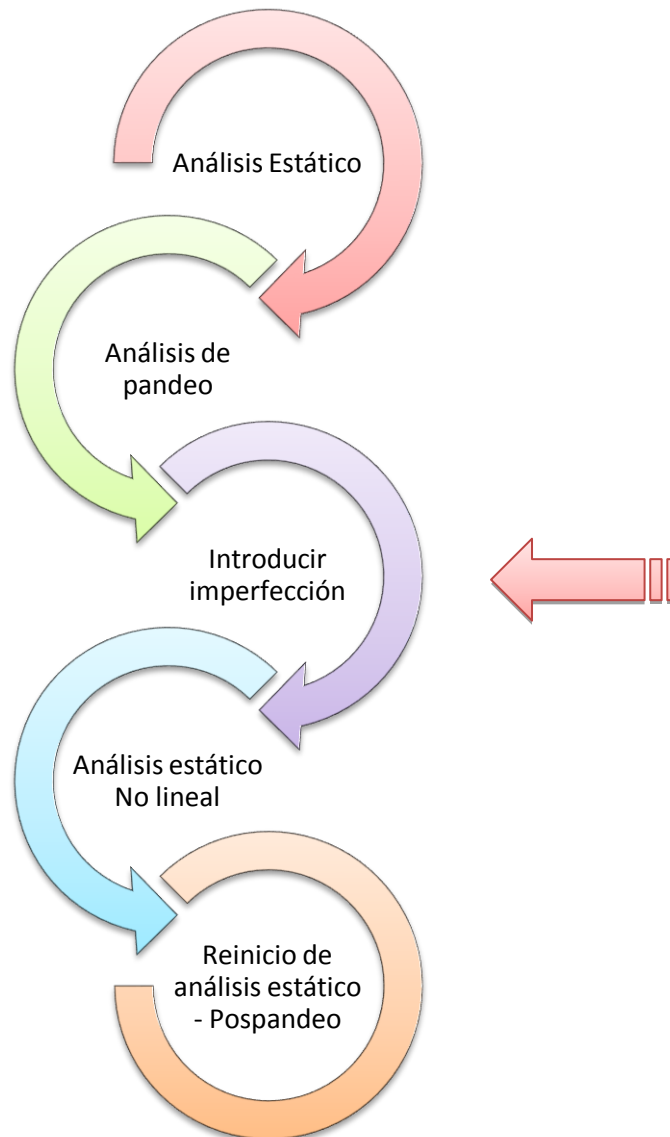 Análisis Estático
Análisis de
pandeo
Introducir
imperfección
Análisis estático
No lineal
Reinicio de
análisis estático
- Pospandeo